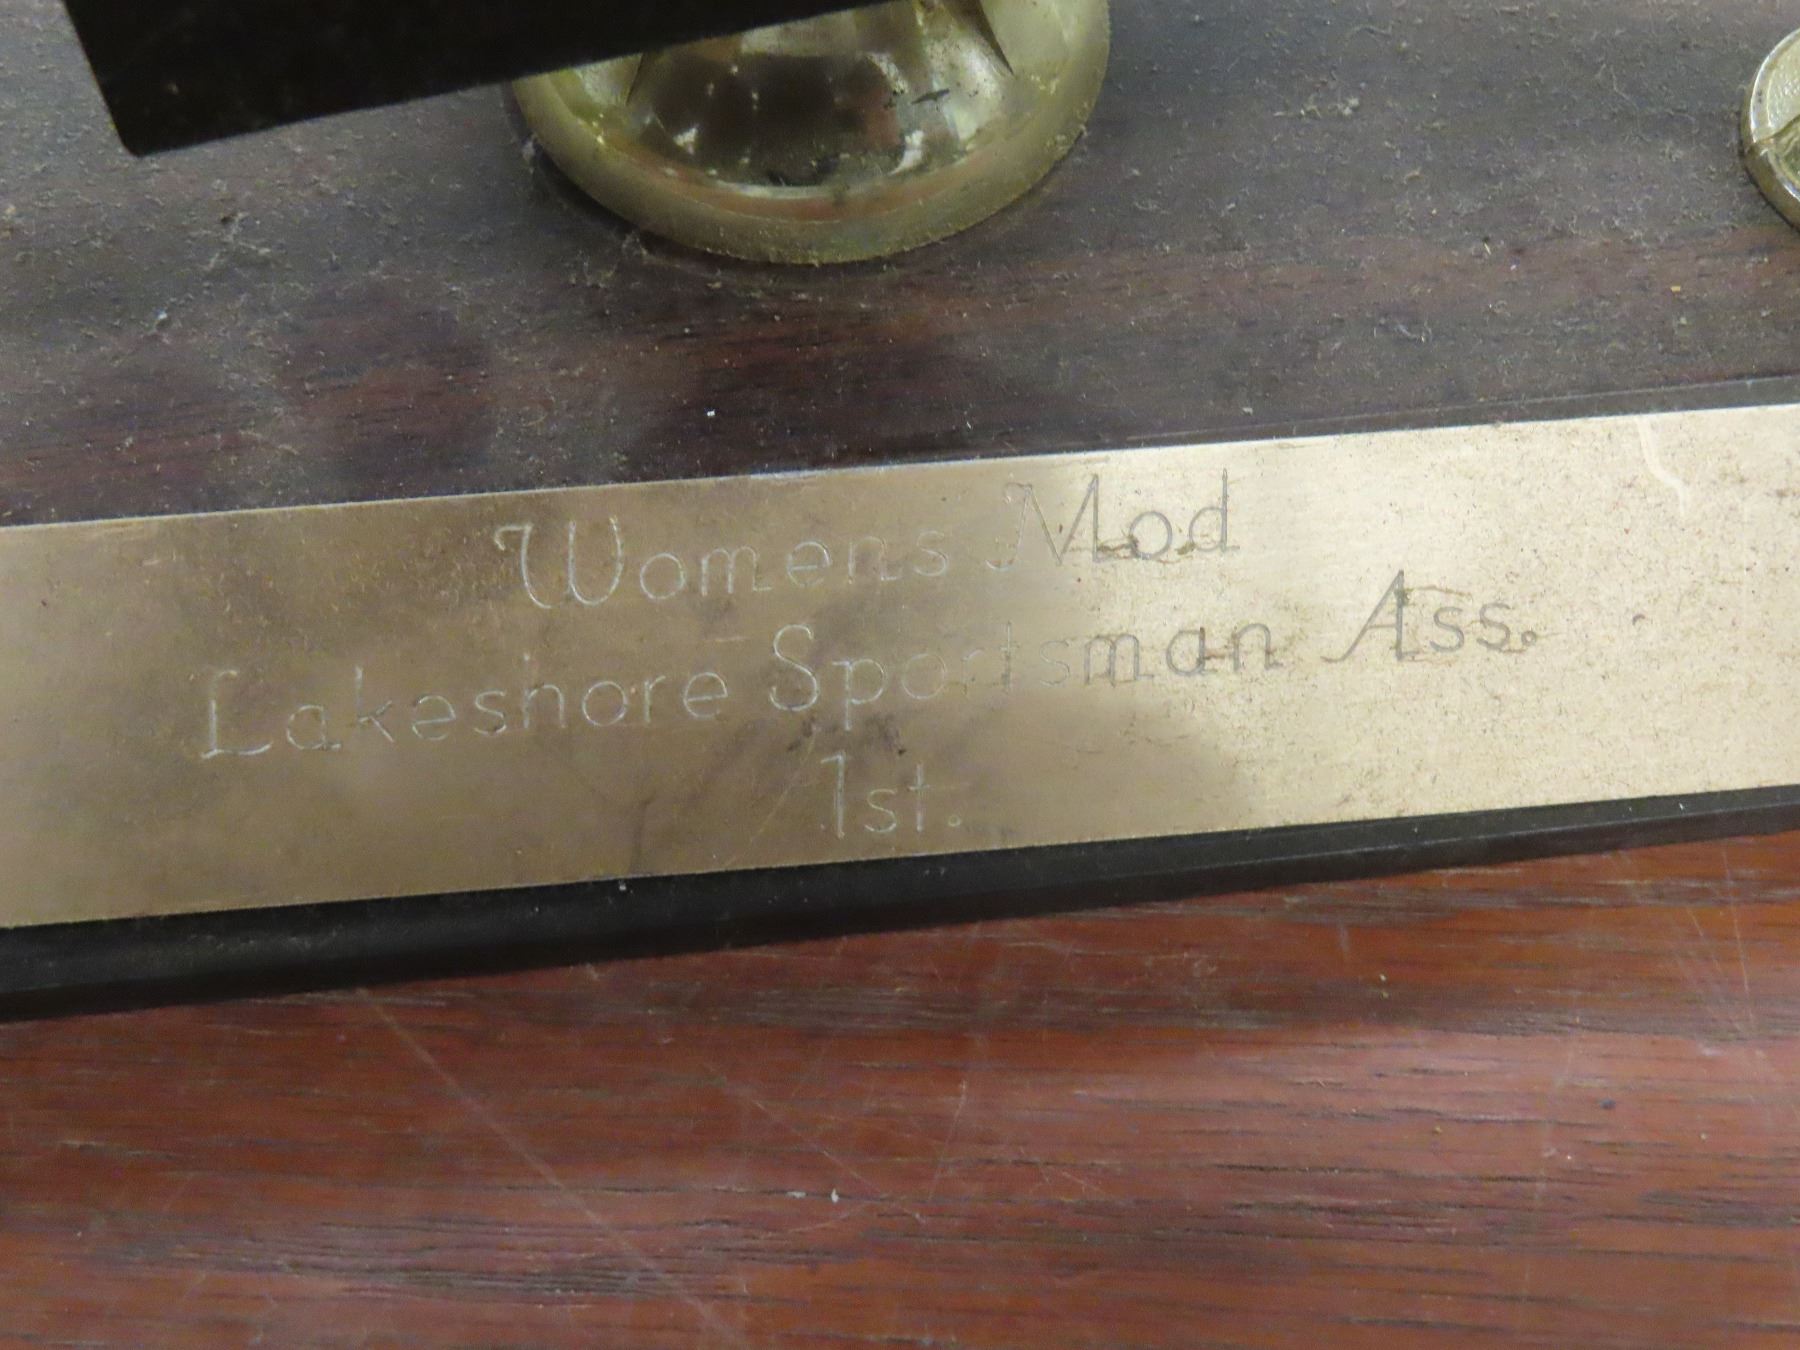 Womens Mod
Lakeshore Sportsman Ass.
1st.